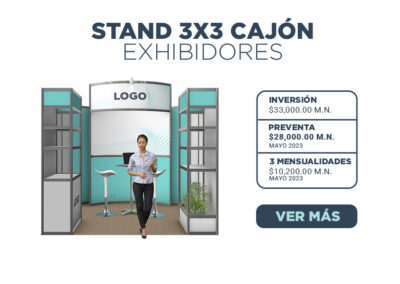 STAND 3X3 CAJÓN
EXHIBIDORES
LOGO
INVERSIÓN
$33,000.00 M.N.
PREVENTA
$28,000.00 M.N.
MAYO 2023
3 MENSUALIDADES
$10,200.00 M.N.
MAYO 2023
VER MÁS